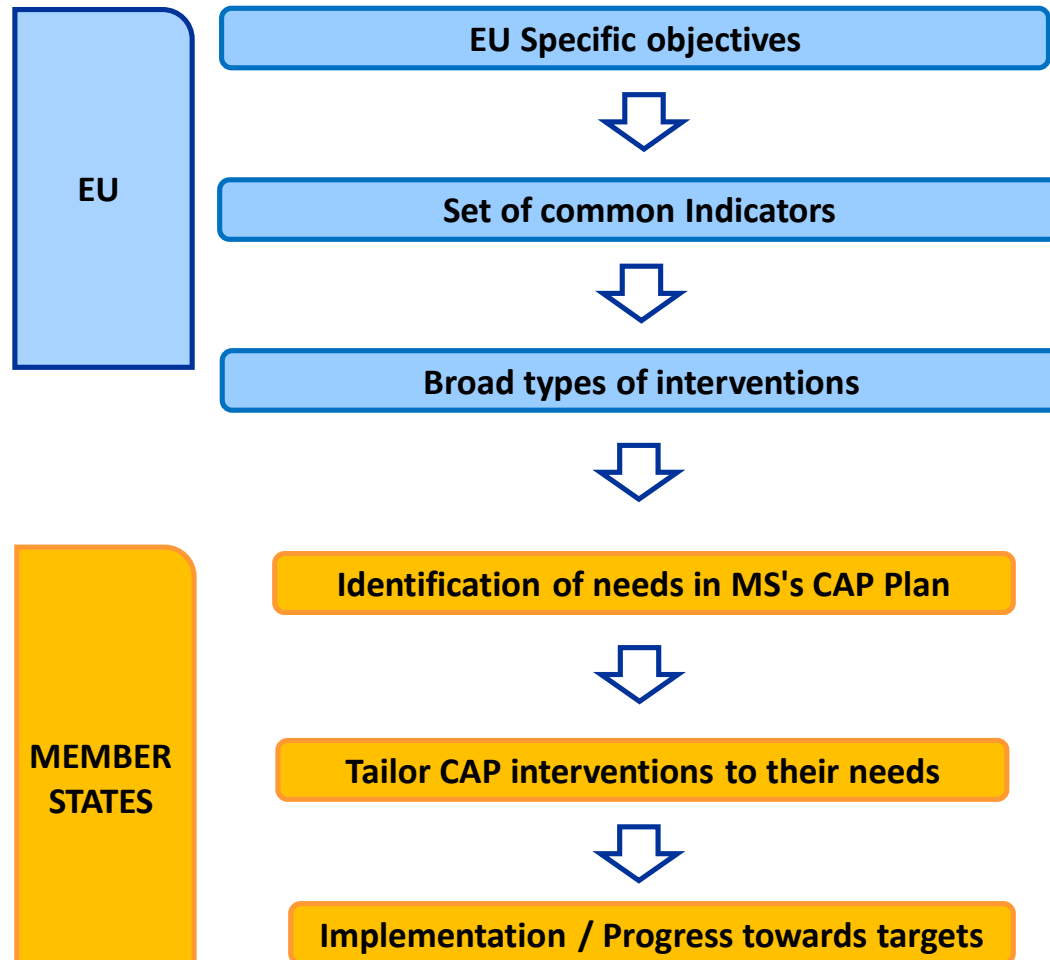 EU Specific objectives
EU
Set of common Indicators
Broad types of interventions
Identification of needs in MS's CAP Plan
MEMBER
STATES
Tailor CAP interventions to their needs
Implementation / Progress towards targets